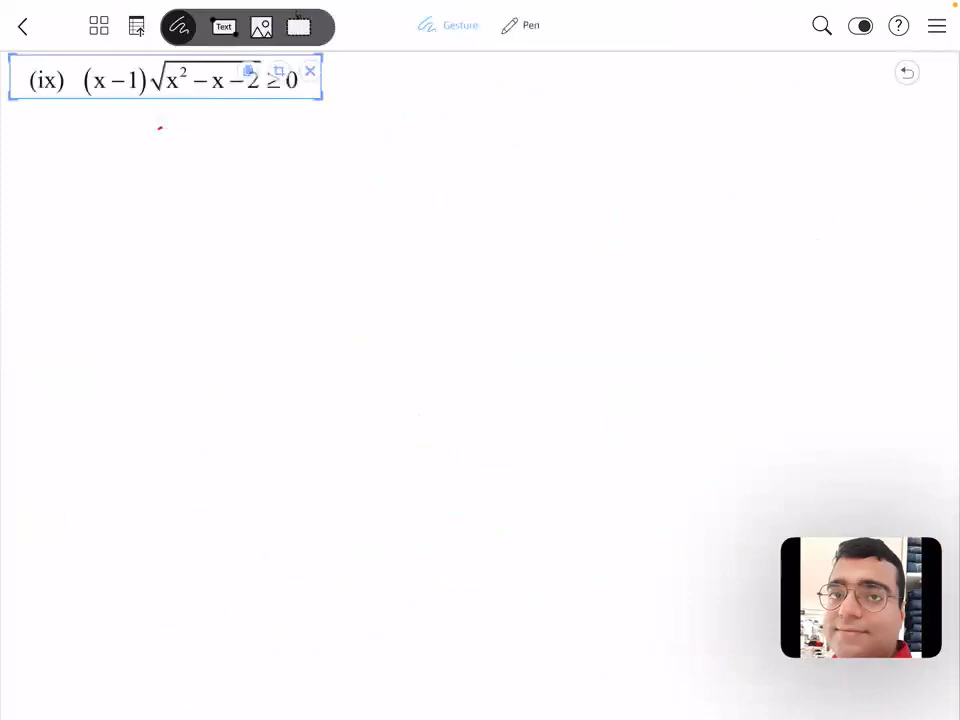 Text
Gesture
Pen
(ix) (x−1)√(x²−x−2) ≥ 0